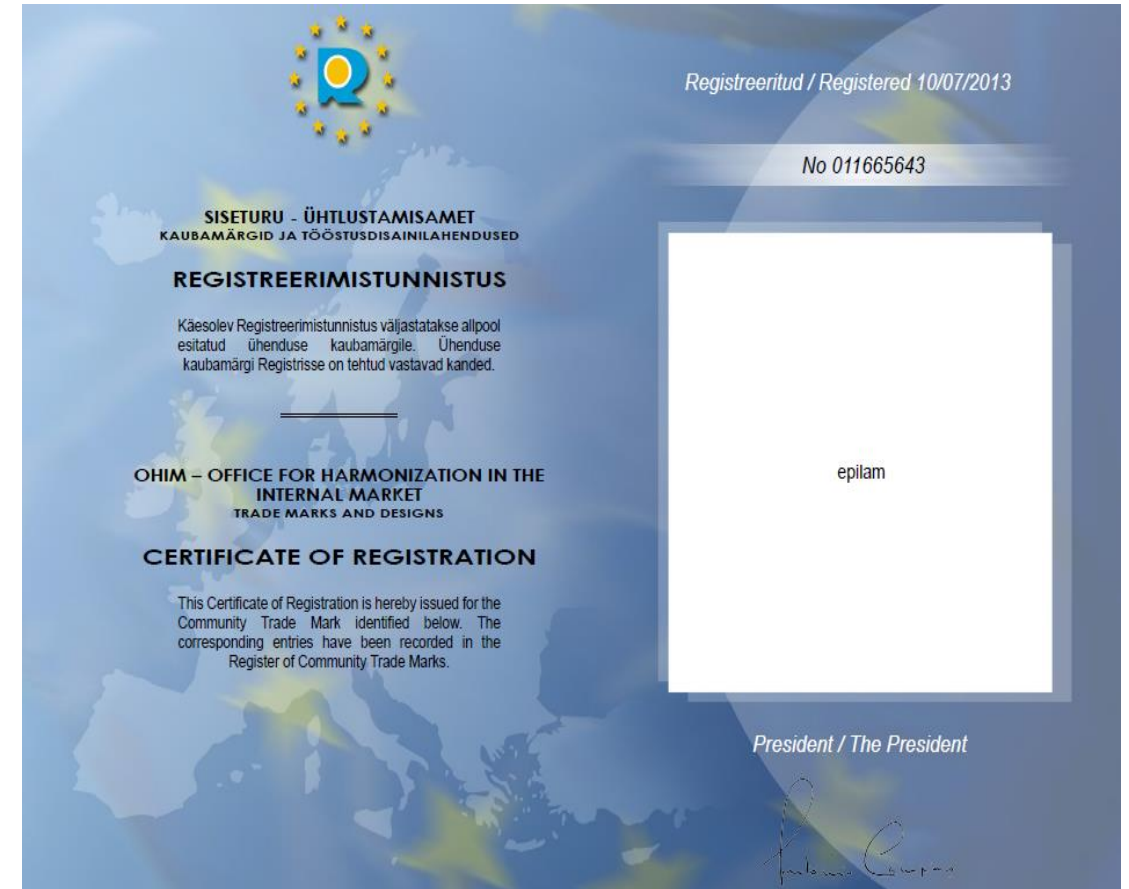 SISETURU - ÜHTLUSTAMISAMET
KAUBAMÄRGID JA TÖÖSTUSDISAINILAHENDUSED
REGISTREERIMISTUNNISTUS
Käesolev Registreerimistunnistus väljastatakse allpool
esitatud ühenduse kaubamärgile. Ühenduse
kaubamärgi Registrisse on tehtud vastavad kanded.
OHIM – OFFICE FOR HARMONIZATION IN THE
INTERNAL MARKET
TRADE MARKS AND DESIGNS
CERTIFICATE OF REGISTRATION
This Certificate of Registration is hereby issued for the
Community Trade Mark identified below. The
corresponding entries have been recorded in the
Register of Community Trade Marks.
Registreeritud / Registered 10/07/2013
No 011665643
epilam
President / The President